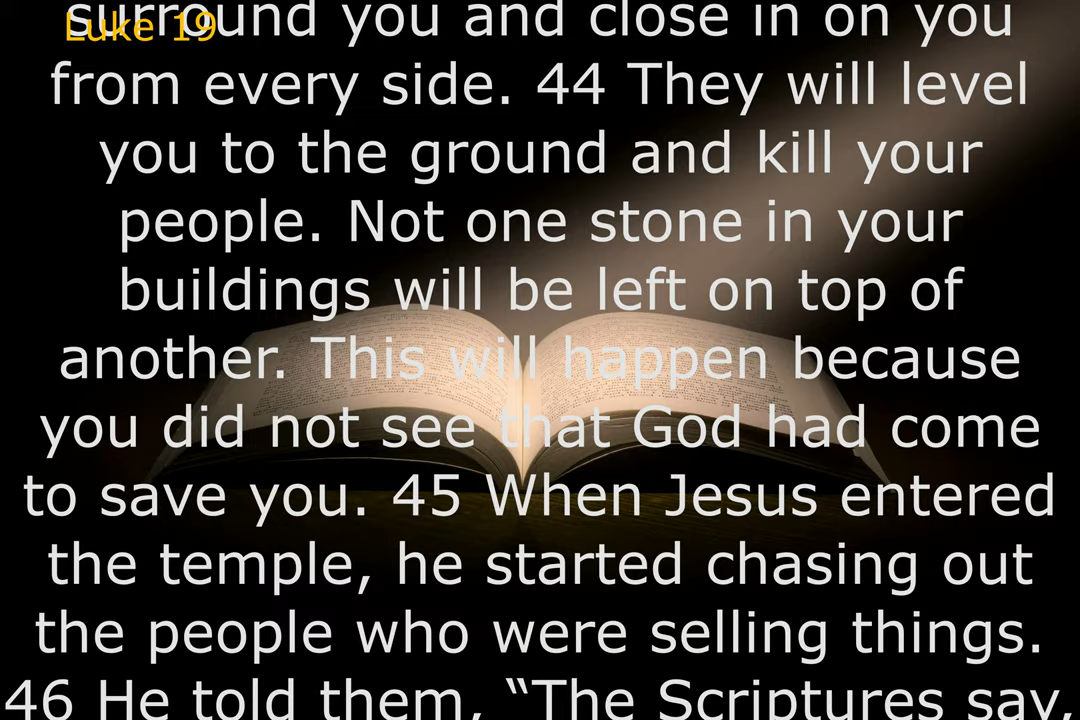 Luke 19
surround you and close in on you
from every side. 44 They will level
you to the ground and kill your
people. Not one stone in your
buildings will be left on top of
another. This will happen because
you did not see that God had come
to save you. 45 When Jesus entered
the temple, he started chasing out
the people who were selling things.
46 He told them, “The Scriptures say,